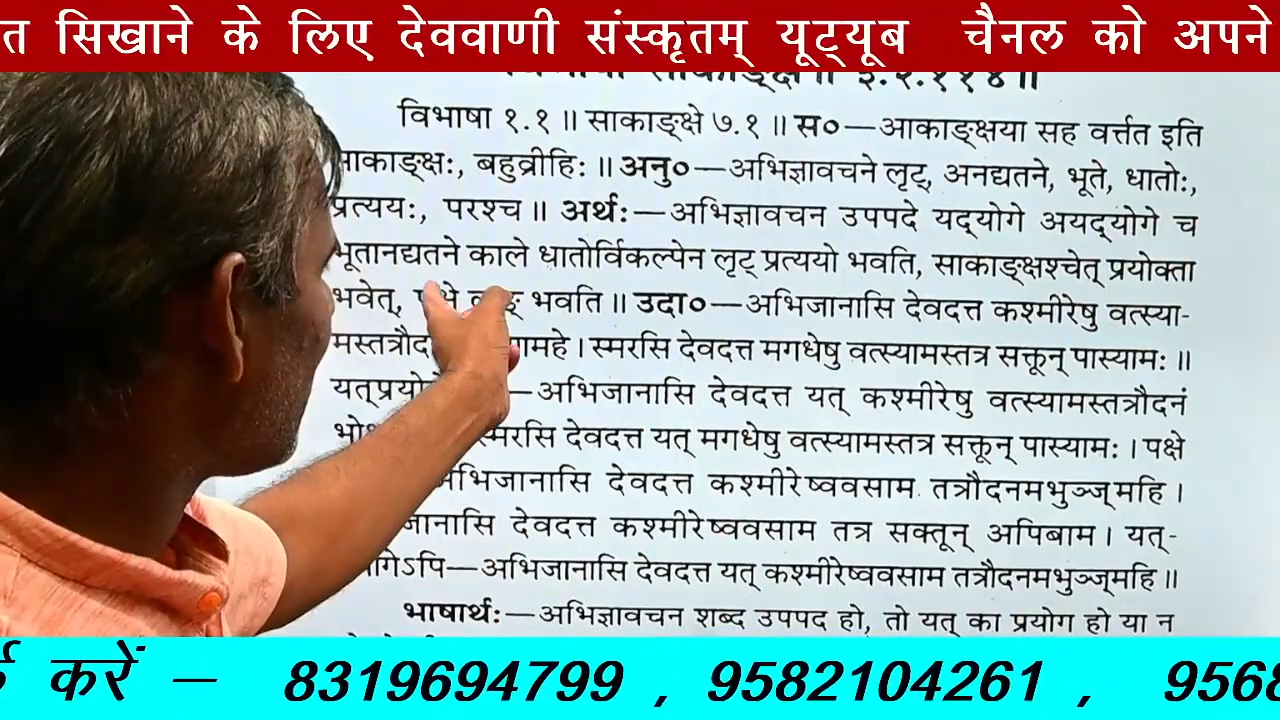 त सिखाने के लिए देववाणी संस्कृतम् यूट्यूब चैनल को अपने
साकाङ्क्षे ॥ ३.२.११४ ॥
विभाषा १.१ ॥ साकाङ्क्षे ७.१ ॥ स०—आकाङ्क्षया सह वर्त्तत इति
साकाङ्क्षः, बहुव्रीहिः ॥ अनु०—अभिज्ञावचने लृट्, अनद्यतने, भूते, धातोः,
प्रत्ययः, परश्च ॥ अर्थः—अभिज्ञावचन उपपदे यद्योगे अयद्योगे च
भूतानद्यतने काले धातोर्विकल्पेन लृट् प्रत्ययो भवति, साकाङ्क्षश्चेत् प्रयोक्ता
भवेत्, भवति ॥ उदा०—अभिजानासि देवदत्त कश्मीरेषु वत्स्या-
मस्तत्रौद ामहे । स्मरसि देवदत्त मगधेषु वत्स्यामस्तत्र सक्तून् पास्यामः ॥
यत्प्रयो —अभिजानासि देवदत्त यत् कश्मीरेषु वत्स्यामस्तत्रौदनं
स्मरसि देवदत्त यत् मगधेषु वत्स्यामस्तत्र सक्तून् पास्यामः । पक्षे
अभिजानासि देवदत्त कश्मीरेष्ववसाम तत्रौदनमभुञ्ज्महि ।
जानासि देवदत्त कश्मीरेष्ववसाम तत्र सक्तून् अपिबाम । यत्-
गेऽपि—अभिजानासि देवदत्त यत् कश्मीरेष्ववसाम तत्रौदनमभुञ्ज्महि ॥
भाषार्थः—अभिज्ञावचन शब्द उपपद हो, तो यत् का प्रयोग हो या न
करें — 8319694799 , 9582104261 , 9568